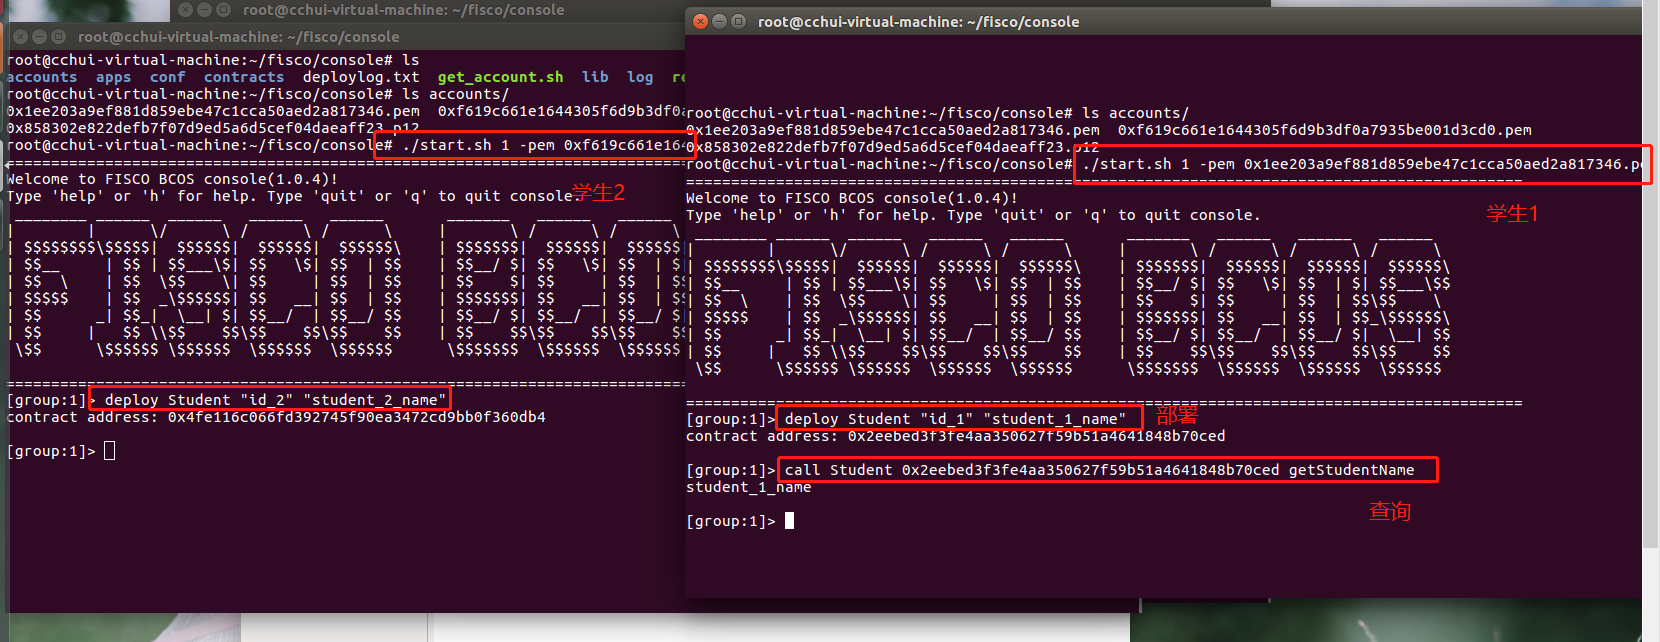 root@cchui-virtual-machine: ~/fisco/console
root@cchui-virtual-machine: ~/fisco/console
root@cchui-virtual-machine:~/fisco/console# ls
accounts apps conf contracts deploylog.txt get_account.sh lib log re
root@cchui-virtual-machine:~/fisco/console# ls accounts/
0x1ee203a9ef881d859ebe47c1cca50aed2a817346.pem 0xf619c661e1644305f6d9b3df0a
0x858302e822defb7f07d9ed5a6d5cef04daeaff23.p12
root@cchui-virtual-machine:~/fisco/console# ./start.sh 1 -pem 0xf619c661e164
Welcome to FISCO BCOS console(1.0.4)!
Type 'help' or 'h' for help. Type 'quit' or 'q' to quit console.
学生2
FISCO BCOS
[group:1]> deploy Student "id_2" "student_2_name"
contract address: 0x4fe116c066fd392745f90ea3472cd9bb0f360db4
[group:1]>
root@cchui-virtual-machine: ~/fisco/console
root@cchui-virtual-machine:~/fisco/console# ls accounts/
0x1ee203a9ef881d859ebe47c1cca50aed2a817346.pem 0xf619c661e1644305f6d9b3df0a7935be001d3cd0.pem
0x858302e822defb7f07d9ed5a6d5cef04daeaff23.p12
root@cchui-virtual-machine:~/fisco/console# ./start.sh 1 -pem 0x1ee203a9ef881d859ebe47c1cca50aed2a817346.pe
Welcome to FISCO BCOS console(1.0.4)!
Type 'help' or 'h' for help. Type 'quit' or 'q' to quit console.
学生1
FISCO BCOS
[group:1]> deploy Student "id_1" "student_1_name"
部署
contract address: 0x2eebed3f3fe4aa350627f59b51a4641848b70ced
[group:1]> call Student 0x2eebed3f3fe4aa350627f59b51a4641848b70ced getStudentName
student_1_name
查询
[group:1]>